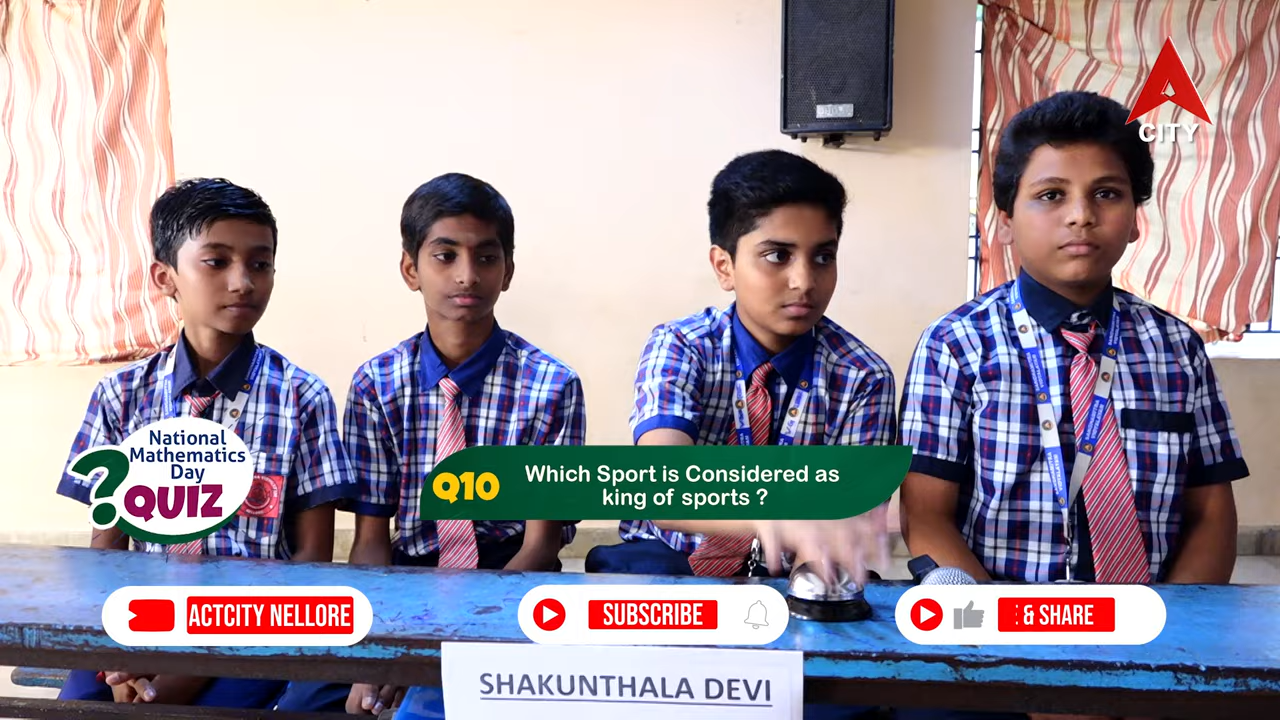 CITY
National
Mathematics
Day
QUIZ
Q10
Which Sport is Considered as
king of sports ?
ACTCITY NELLORE
SUBSCRIBE
& SHARE
SHAKUNTHALA DEVI